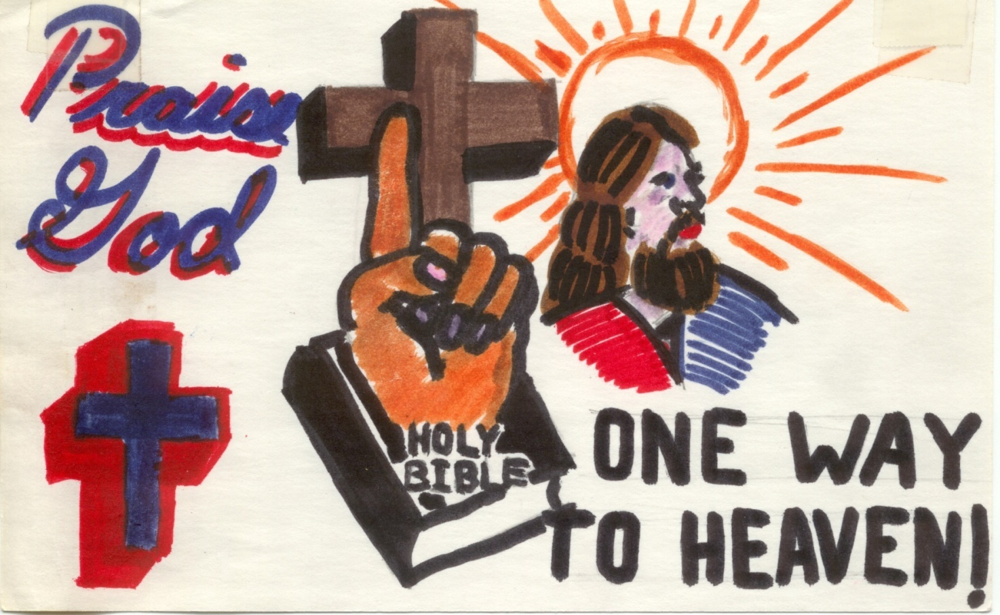 Praise
God
HOLY
BIBLE
ONE WAY
TO HEAVEN!